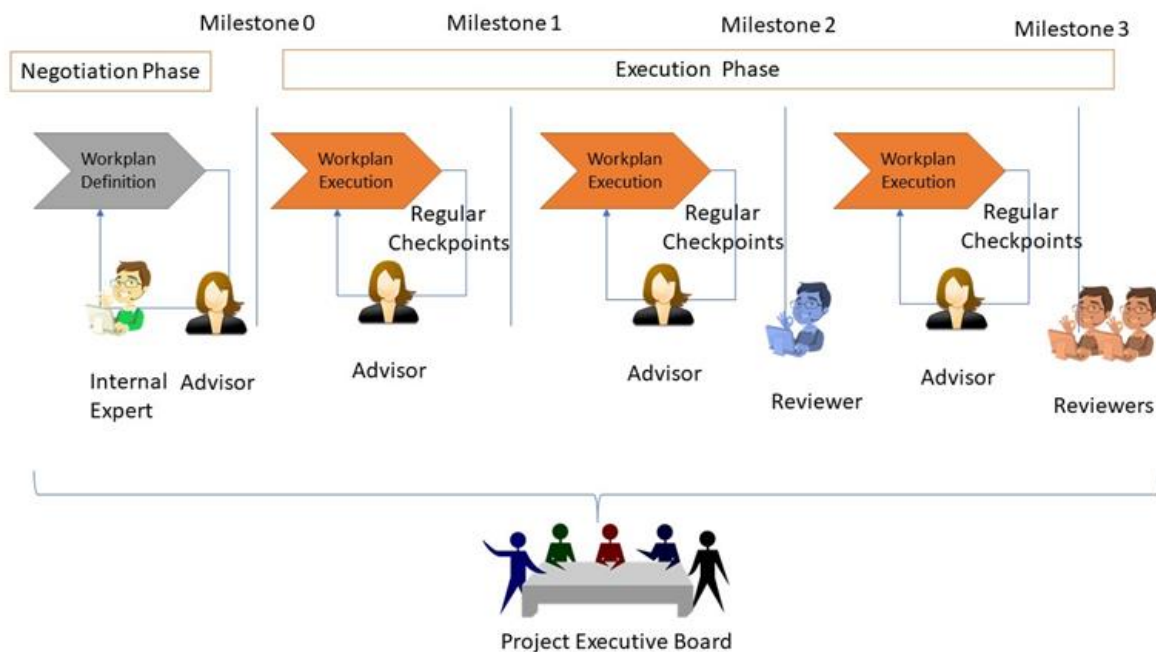 Milestone 0
Milestone 1
Milestone 2
Milestone 3
Negotiation Phase
Execution Phase
Workplan
Definition
Workplan
Execution
Workplan
Execution
Workplan
Execution
Regular
Checkpoints
Regular
Checkpoints
Regular
Checkpoints
Internal
Expert
Advisor
Advisor
Advisor
Reviewer
Advisor
Reviewers
Project Executive Board